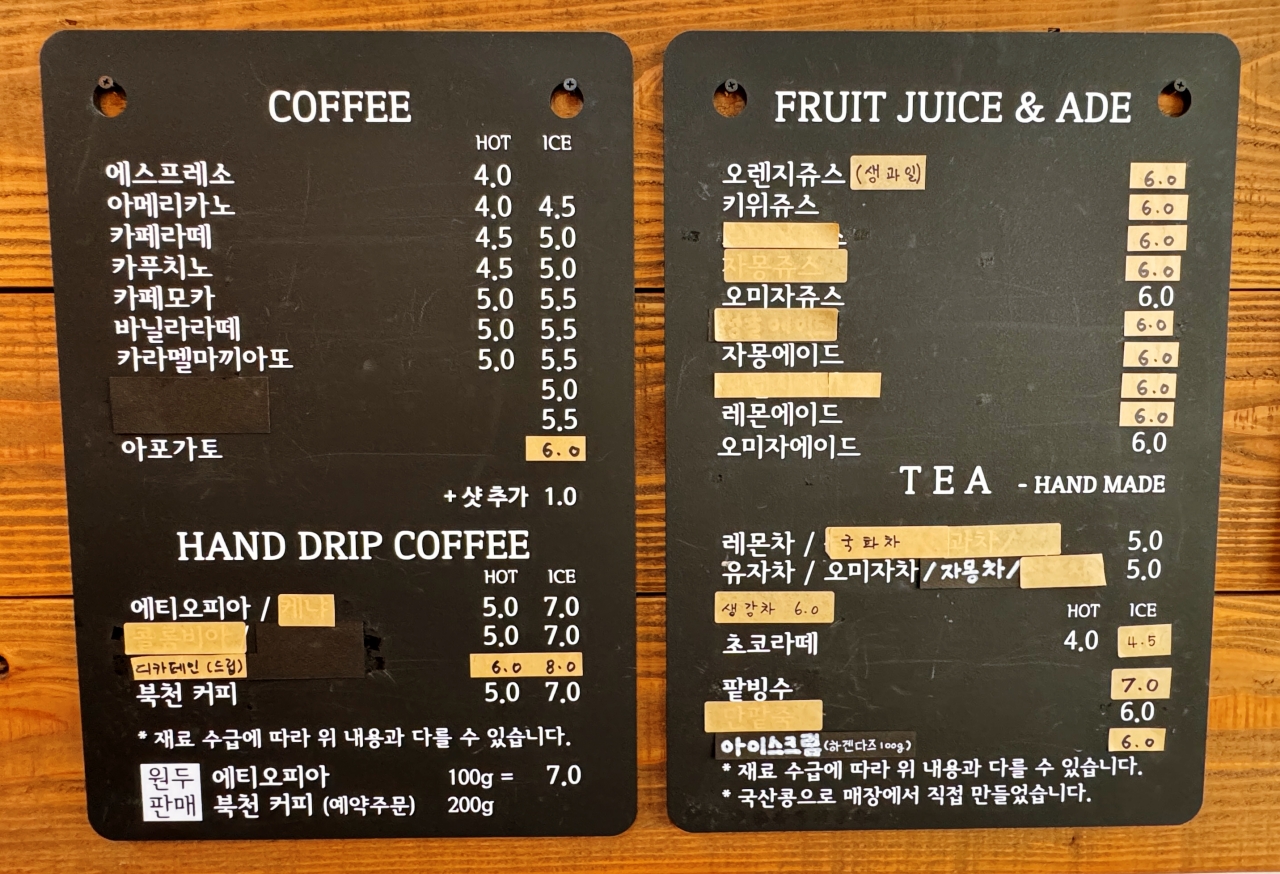 COFFEE
HOT ICE
에스프레소 4.0
아메리카노 4.0 4.5
카페라떼 4.5 5.0
카푸치노 4.5 5.0
카페모카 5.0 5.5
바닐라라떼 5.0 5.5
카라멜마끼아또 5.0 5.5
5.0
5.5
아포가토 6.0
+ 샷 추가 1.0
HAND DRIP COFFEE
HOT ICE
에티오피아 / 케냐 5.0 7.0
콜롬비아 / 5.0 7.0
디카페인 (드립) 6.0 8.0
북천 커피 5.0 7.0
* 재료 수급에 따라 위 내용과 다를 수 있습니다.
원두 판매 에티오피아 100g = 7.0
북천 커피 (예약주문) 200g
FRUIT JUICE & ADE
오렌지쥬스 (생과일) 6.0
키위쥬스 6.0
6.0
자몽쥬스 6.0
오미자쥬스 6.0
6.0
자몽에이드 6.0
6.0
레몬에이드 6.0
오미자에이드 6.0
TEA - HAND MADE
레몬차 / 국화차 5.0
유자차 / 오미자차 / 자몽차 / 5.0
생강차 6.0
HOT ICE
초코라떼 4.0 4.5
팥빙수 7.0
6.0
아이스크림 (하겐다즈 100g) 6.0
* 재료 수급에 따라 위 내용과 다를 수 있습니다.
* 국산콩으로 매장에서 직접 만들었습니다.